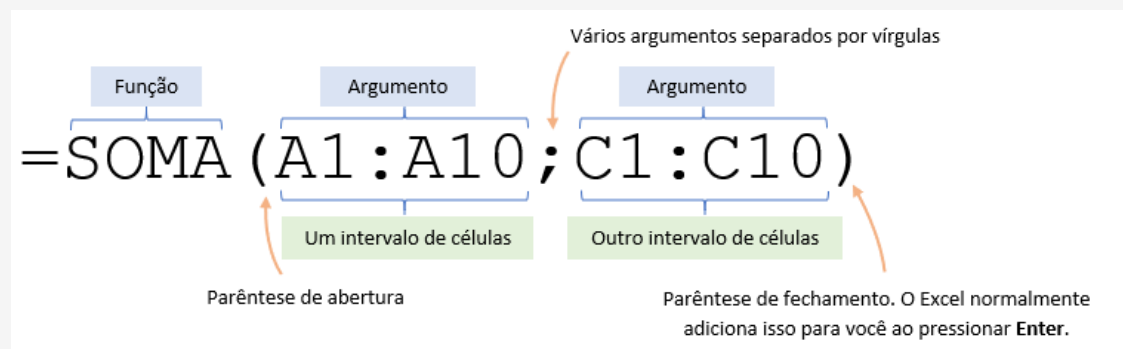 Vários argumentos separados por vírgulas
Função
Argumento
Argumento
=SOMA(A1:A10;C1:C10)
Um intervalo de células
Outro intervalo de células
Parêntese de abertura
Parêntese de fechamento. O Excel normalmente
adiciona isso para você ao pressionar Enter.